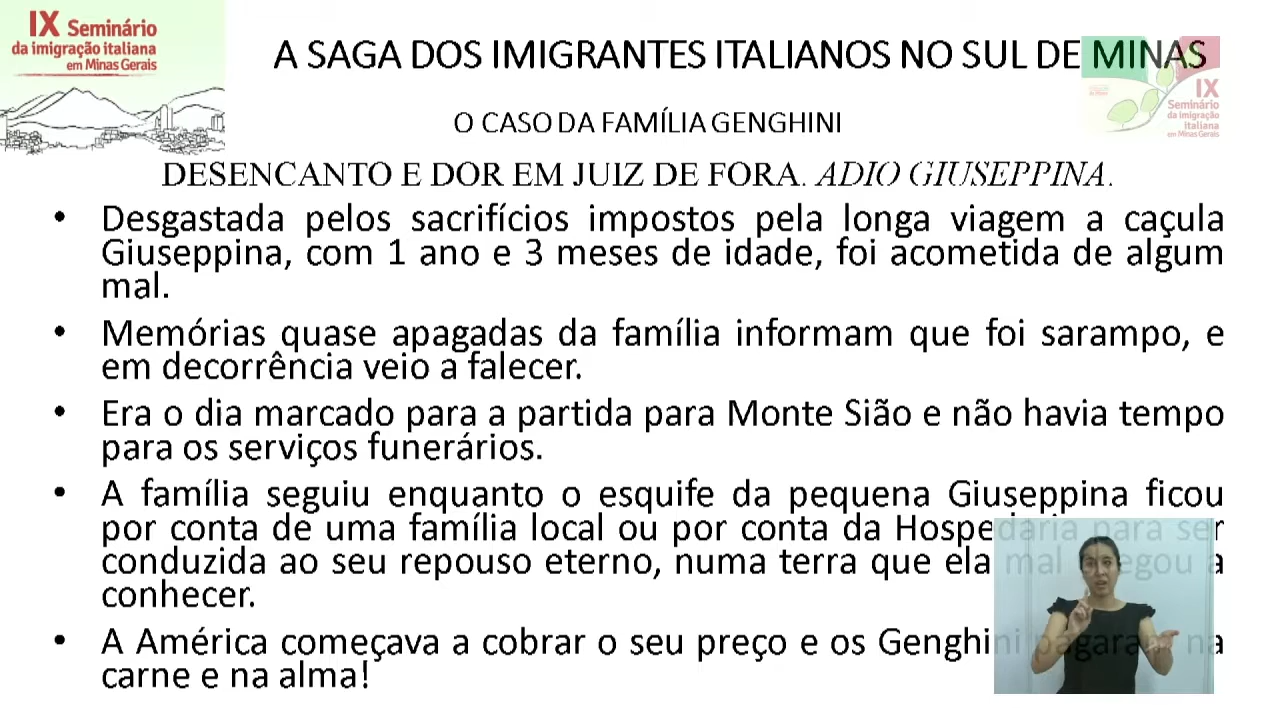 IX Seminário
da imigração italiana
em Minas Gerais
A SAGA DOS IMIGRANTES ITALIANOS NO SUL DE MINAS
IX
Seminário
da imigração
italiana
em Minas Gerais
O CASO DA FAMÍLIA GENGHINI
DESENCANTO E DOR EM JUIZ DE FORA. ADIO GIUSEPPINA.
• Desgastada pelos sacrifícios impostos pela longa viagem a caçula
Giuseppina, com 1 ano e 3 meses de idade, foi acometida de algum
mal.
• Memórias quase apagadas da família informam que foi sarampo, e
em decorrência veio a falecer.
• Era o dia marcado para a partida para Monte Sião e não havia tempo
para os serviços funerários.
• A família seguiu enquanto o esquife da pequena Giuseppina ficou
por conta de uma família local ou por conta da Hospedaria para ser
conduzida ao seu repouso eterno, numa terra que ela mal chegou a
conhecer.
• A América começava a cobrar o seu preço e os Genghini pagaram na
carne e na alma!